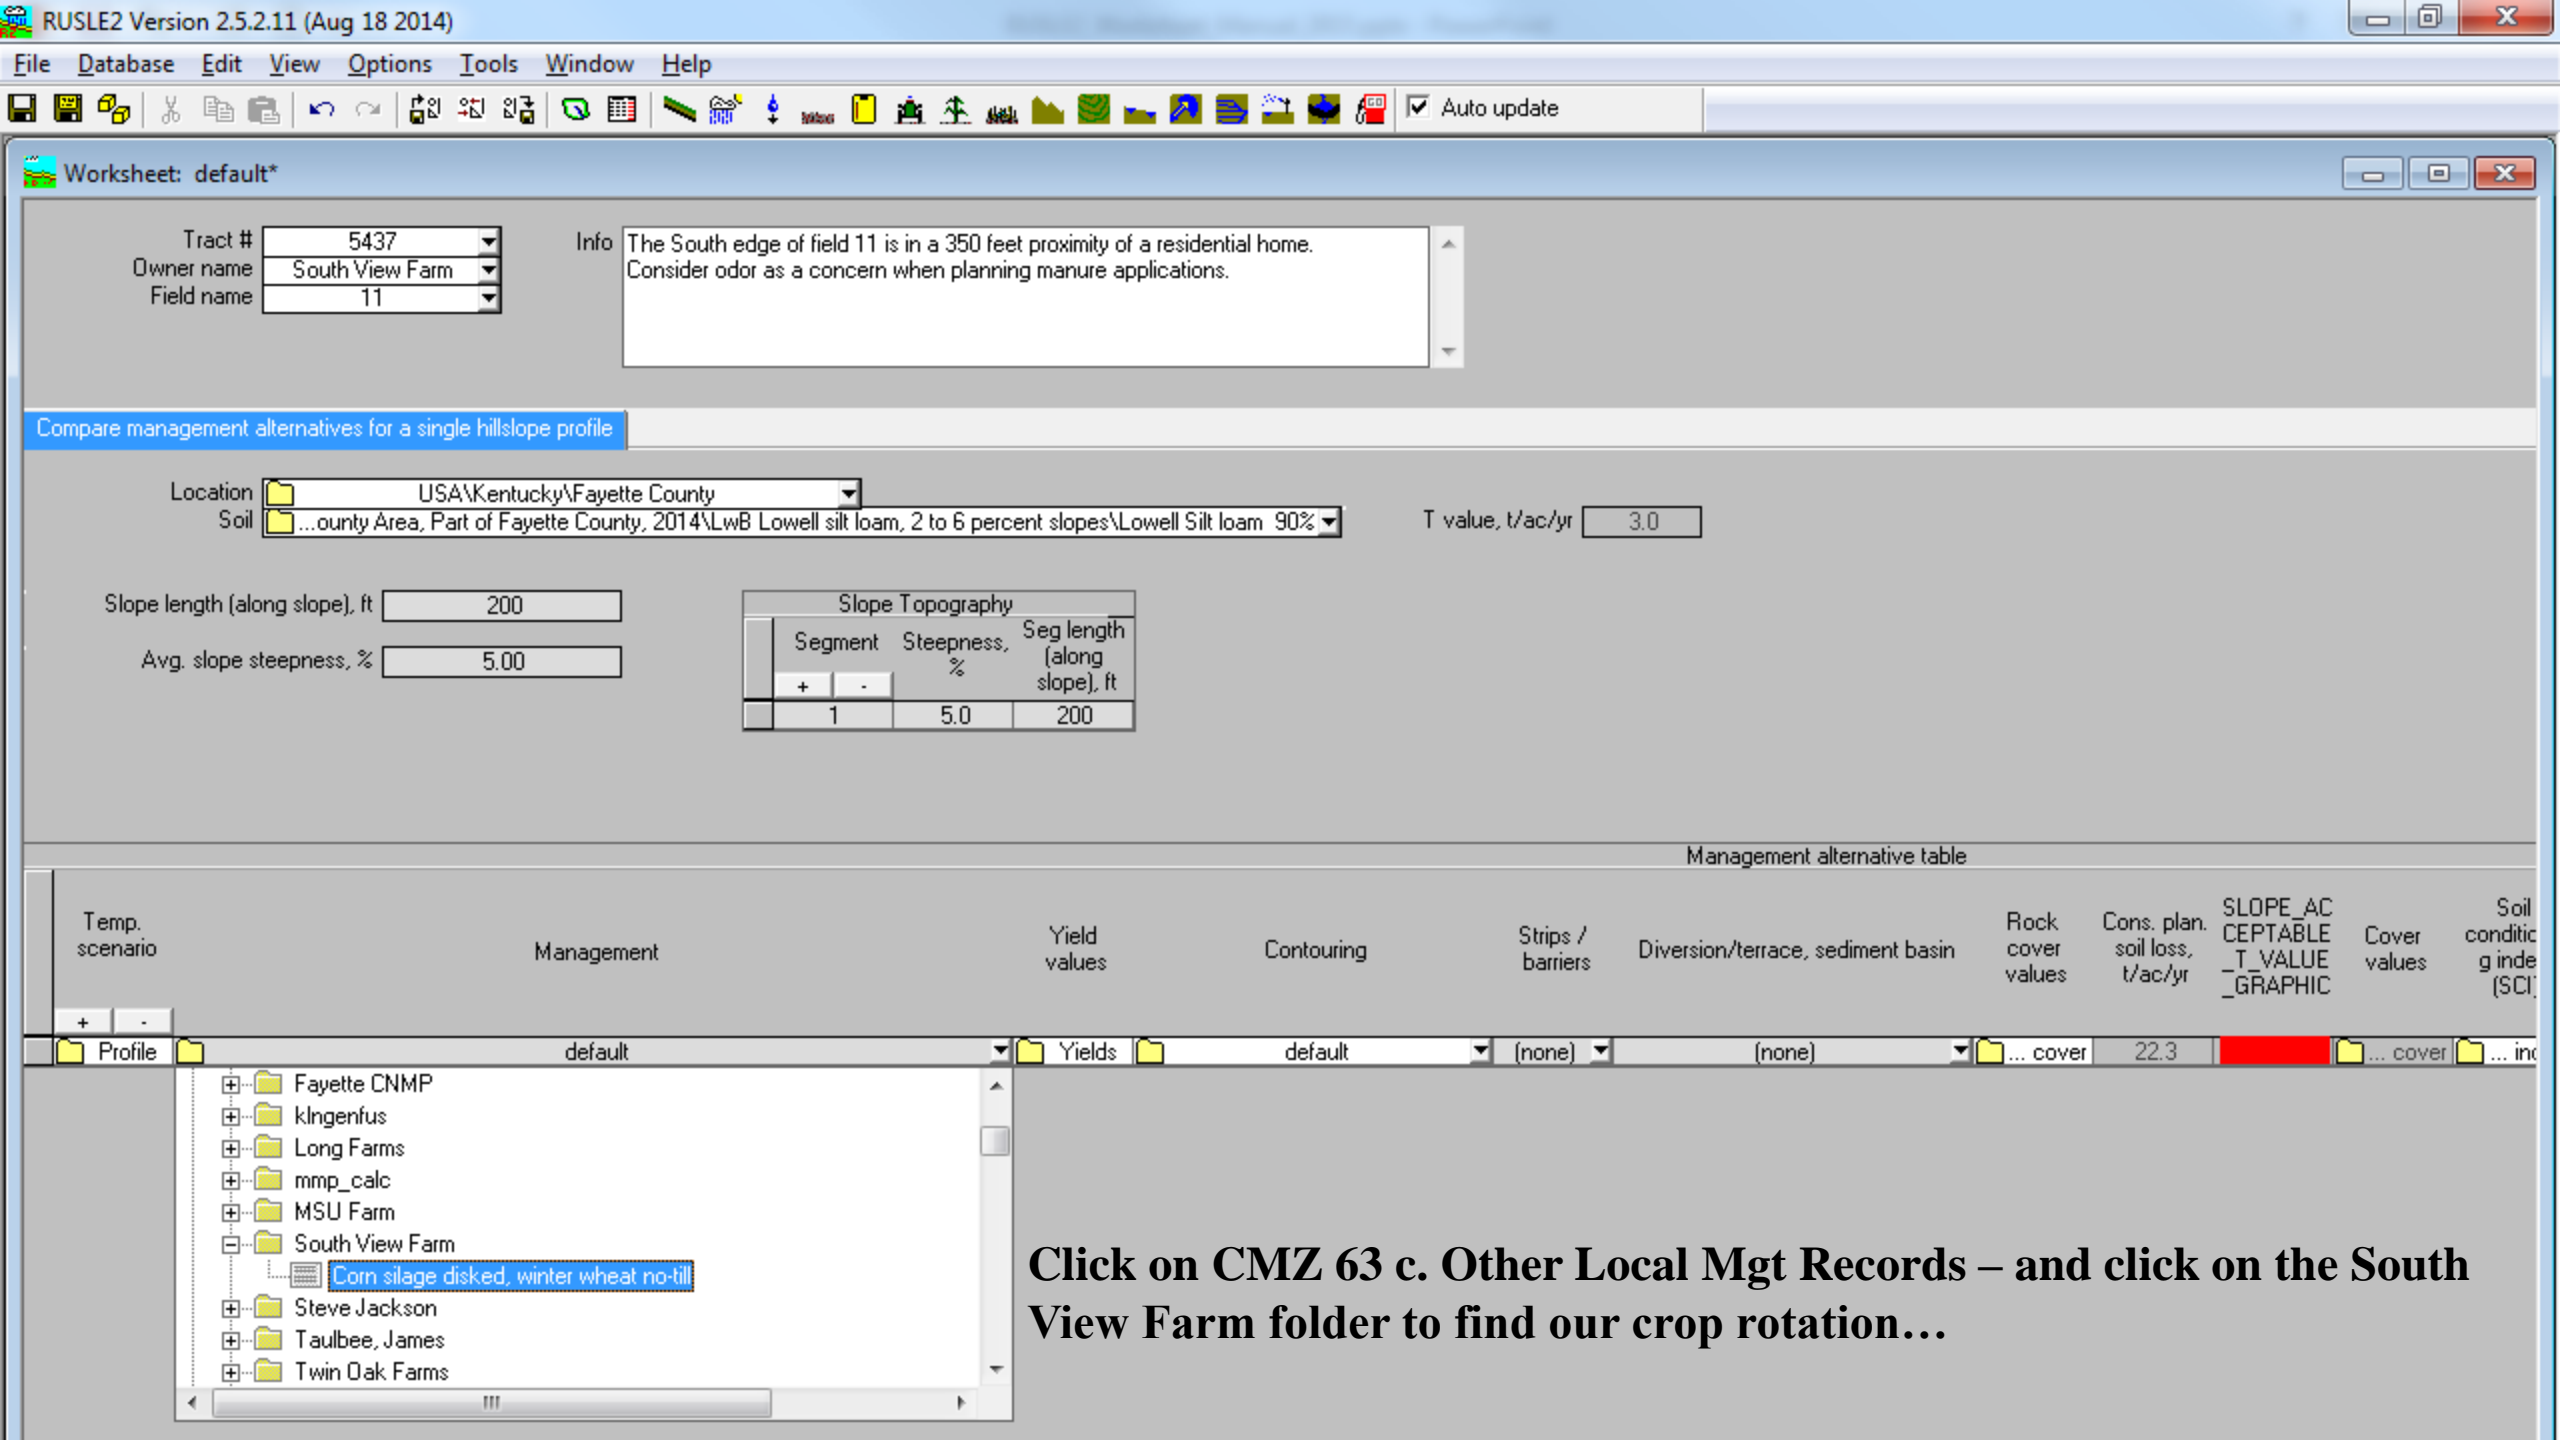 RUSLE2 Version 2.5.2.11 (Aug 18 2014)
File Database Edit View Options Tools Window Help
Auto update
Worksheet: default*
Tract # 5437
Owner name South View Farm
Field name 11
Info The South edge of field 11 is in a 350 feet proximity of a residential home.
Consider odor as a concern when planning manure applications.
Compare management alternatives for a single hillslope profile
Location USA\Kentucky\Fayette County
Soil ...ounty Area, Part of Fayette County, 2014\LwB Lowell silt loam, 2 to 6 percent slopes\Lowell Silt loam 90%
T value, t/ac/yr 3.0
Slope length (along slope), ft 200
Avg. slope steepness, % 5.00
Slope Topography
Segment
Steepness,
%
Seg length
(along
slope), ft
+ -
1 5.0 200
Management alternative table
Temp.
scenario
+ -
Management
Yield
values
Contouring
Strips /
barriers
Diversion/terrace, sediment basin
Rock
cover
values
Cons. plan.
soil loss,
t/ac/yr
SLOPE_AC
CEPTABLE
_T_VALUE
_GRAPHIC
Cover
values
Soil
conditio
g inde
(SCI)
Profile default Yields default (none) (none) ... cover 22.3 ... cover ... ind
Fayette CNMP
klngenfus
Long Farms
mmp_calc
MSU Farm
South View Farm
Corn silage disked, winter wheat no-till
Steve Jackson
Taulbee, James
Twin Oak Farms
Click on CMZ 63 c. Other Local Mgt Records – and click on the South
View Farm folder to find our crop rotation…